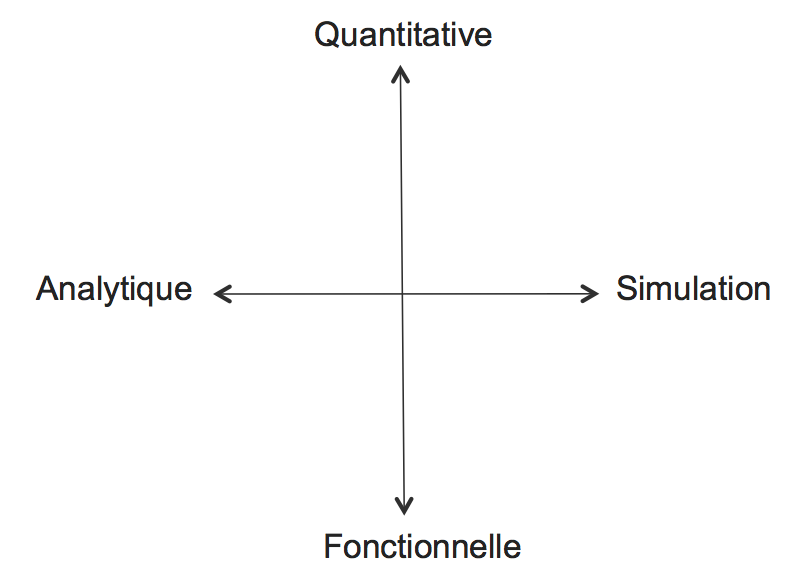 Quantitative
Analytique
Simulation
Fonctionnelle